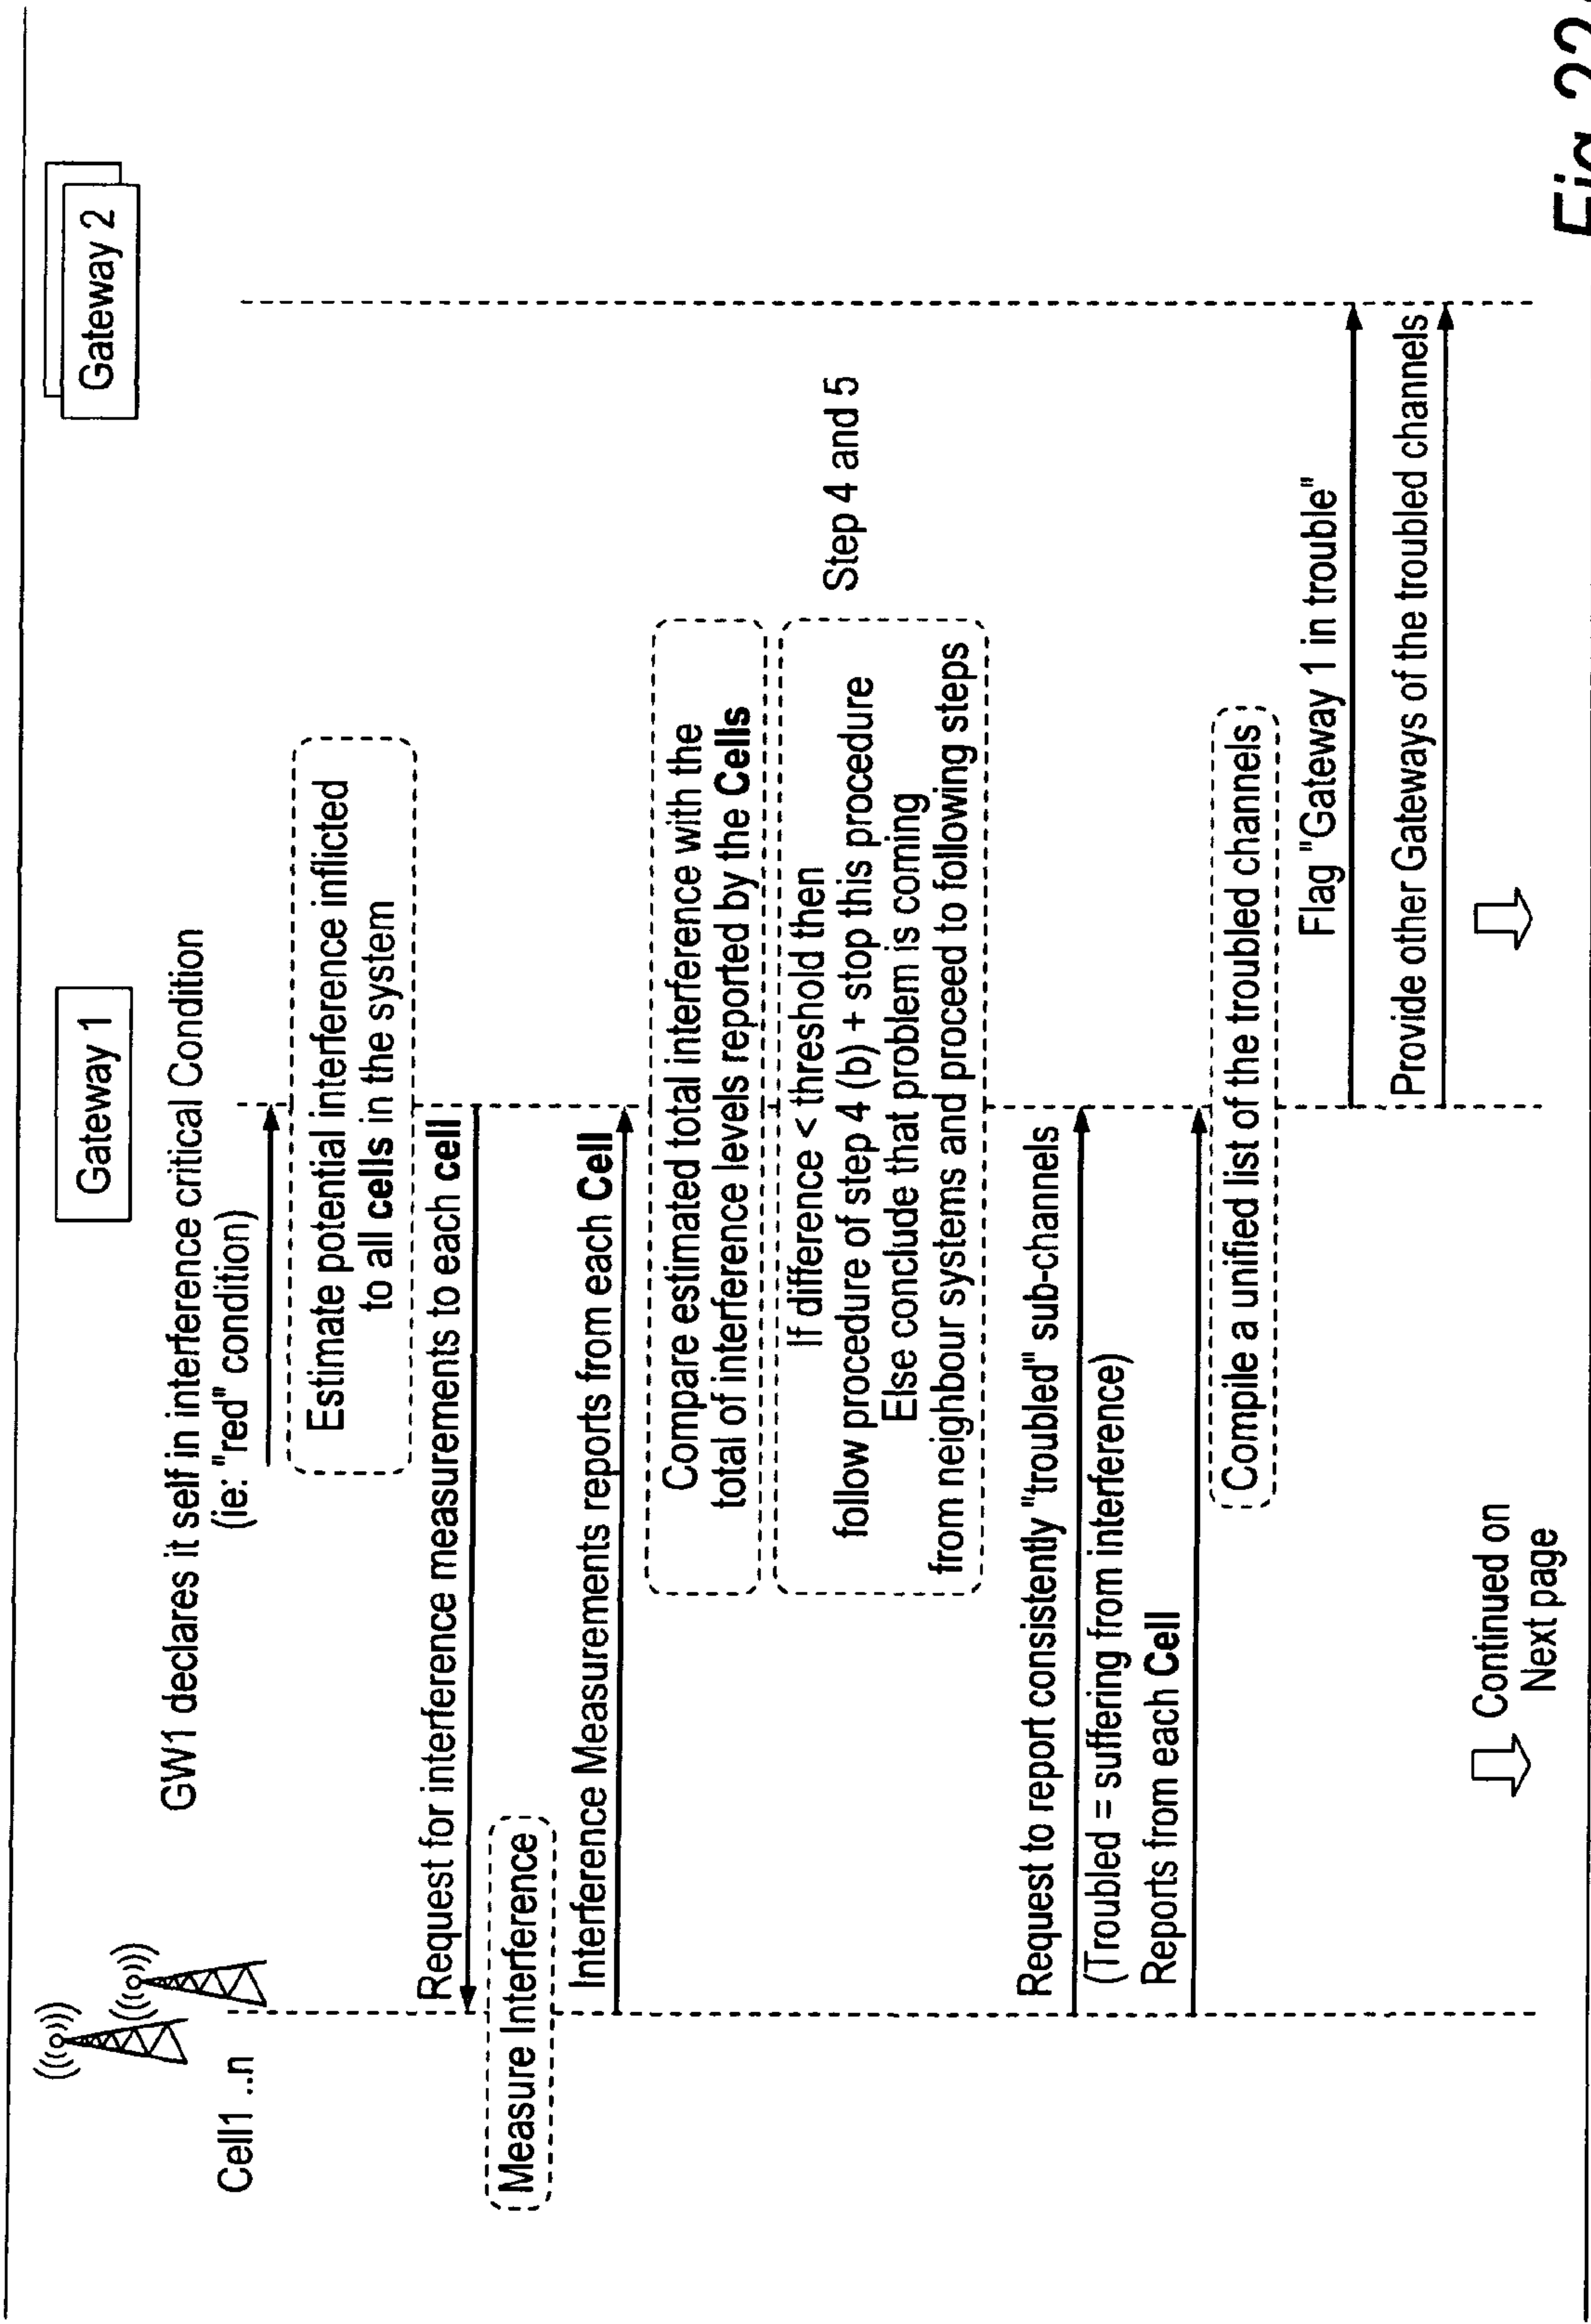 Gateway 1
Gateway 2
Cell1 ..n
GW1 declares it self in interference critical Condition
(ie: "red" condition)
Estimate potential interference inflicted
to all cells in the system
Request for interference measurements to each cell
Measure Interference
Interference Measurements reports from each Cell
Compare estimated total interference with the
total of interference levels reported by the Cells
If difference < threshold then
follow procedure of step 4 (b) + stop this procedure
Else conclude that problem is coming
from neighbour systems and proceed to following steps
Step 4 and 5
Request to report consistently "troubled" sub-channels
(Troubled = suffering from interference)
Reports from each Cell
Compile a unified list of the troubled channels
Flag "Gateway 1 in trouble"
Provide other Gateways of the troubled channels
Continued on
Next page